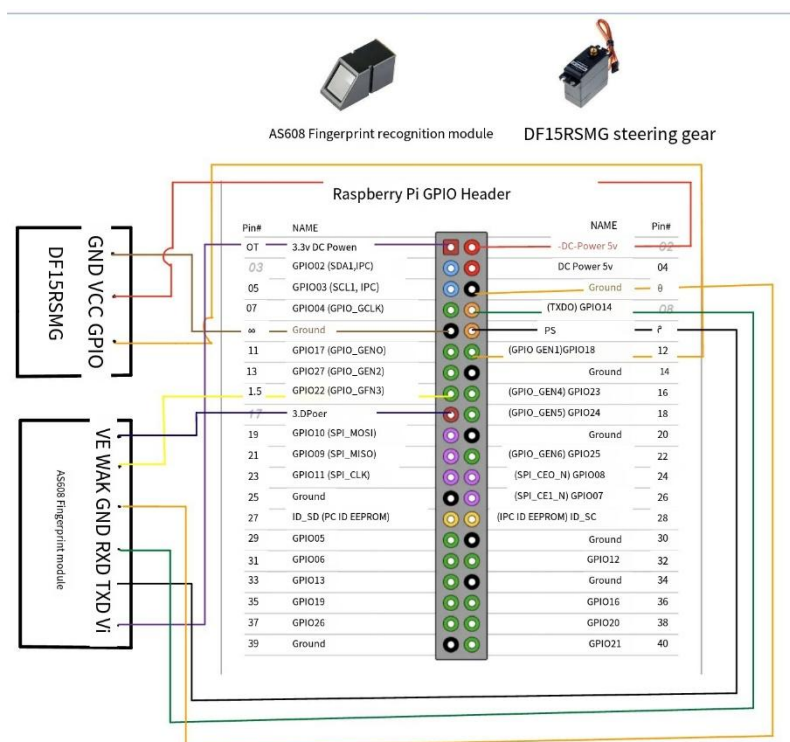 AS608 Fingerprint recognition module DF15RSMG steering gear
Raspberry Pi GPIO Header
Pin# NAME NAME Pin#
OT 3.3v DC Powen -DC-Power 5v 02
03 GPIO02 (SDA1,IPC) DC Power 5v 04
05 GPIO03 (SCL1, IPC) Ground θ
07 GPIO04 (GPIO_GCLK) (TXDO) GPIO14 08
∞ Ground PS
11 GPIO17 (GPIO_GENO) (GPIO GEN1)GPIO18 12
13 GPIO27 (GPIO_GEN2) Ground 14
1.5 GPIO22 (GPIO_GFN3) (GPIO_GEN4) GPIO23 16
17 3.DPoer (GPIO_GEN5) GPIO24 18
19 GPIO10 (SPI_MOSI) Ground 20
21 GPIO09 (SPI_MISO) (GPIO_GEN6) GPIO25 22
23 GPIO11 (SPI_CLK) (SPI_CEO_N) GPIO08 24
25 Ground (SPI_CE1_N) GPIO07 26
27 ID_SD (PC ID EEPROM) (IPC ID EEPROM) ID_SC 28
29 GPIO05 Ground 30
31 GPIO06 GPIO12 32
33 GPIO13 Ground 34
35 GPIO19 GPIO16 36
37 GPIO26 GPIO20 38
39 Ground GPIO21 40
DF15RSMG
GND VCC GPIO
AS608 Fingerprint module
VE WAK GND RXD TXD Vi